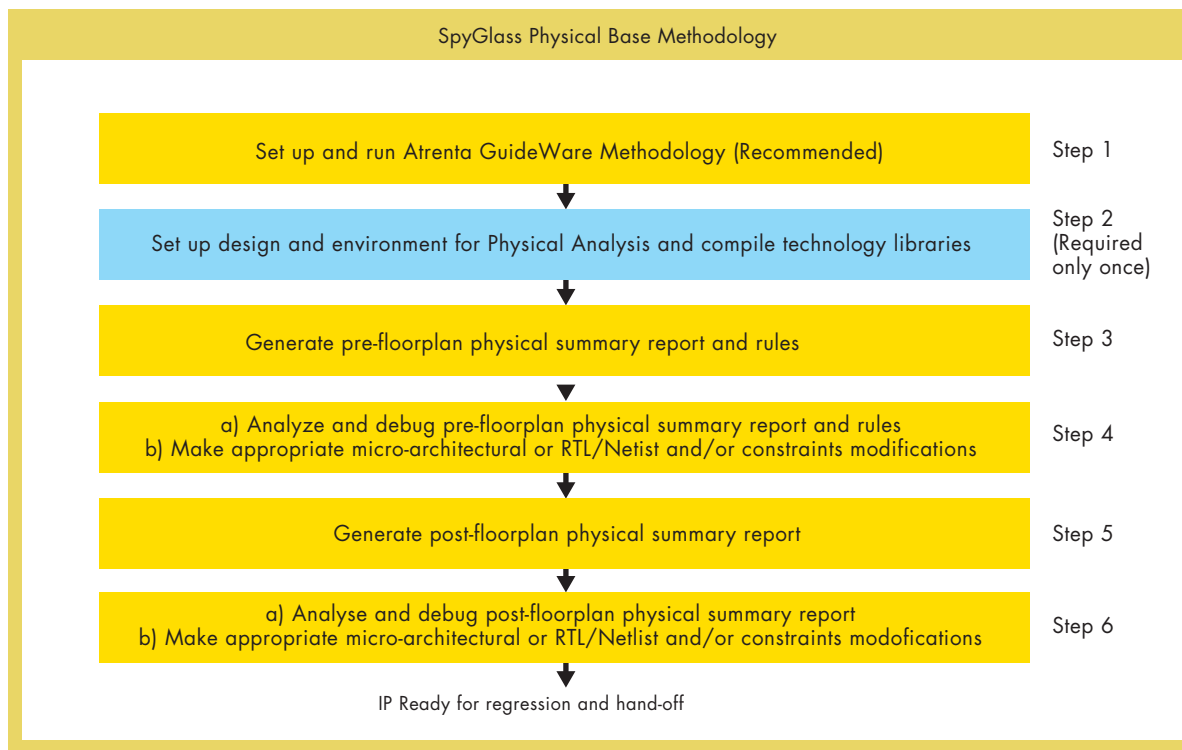 SpyGlass Physical Base Methodology
Set up and run Atrenta GuideWare Methodology (Recommended)
Step 1
Set up design and environment for Physical Analysis and compile technology libraries
Step 2
(Required
only once)
Generate pre-floorplan physical summary report and rules
Step 3
a) Analyze and debug pre-floorplan physical summary report and rules
b) Make appropriate micro-architectural or RTL/Netist and/or constraints modifications
Step 4
Generate post-floorplan physical summary report
Step 5
a) Analyse and debug post-floorplan physical summary report
b) Make appropriate micro-architectural or RTL/Netlist and/or constraints modofications
Step 6
IP Ready for regression and hand-off